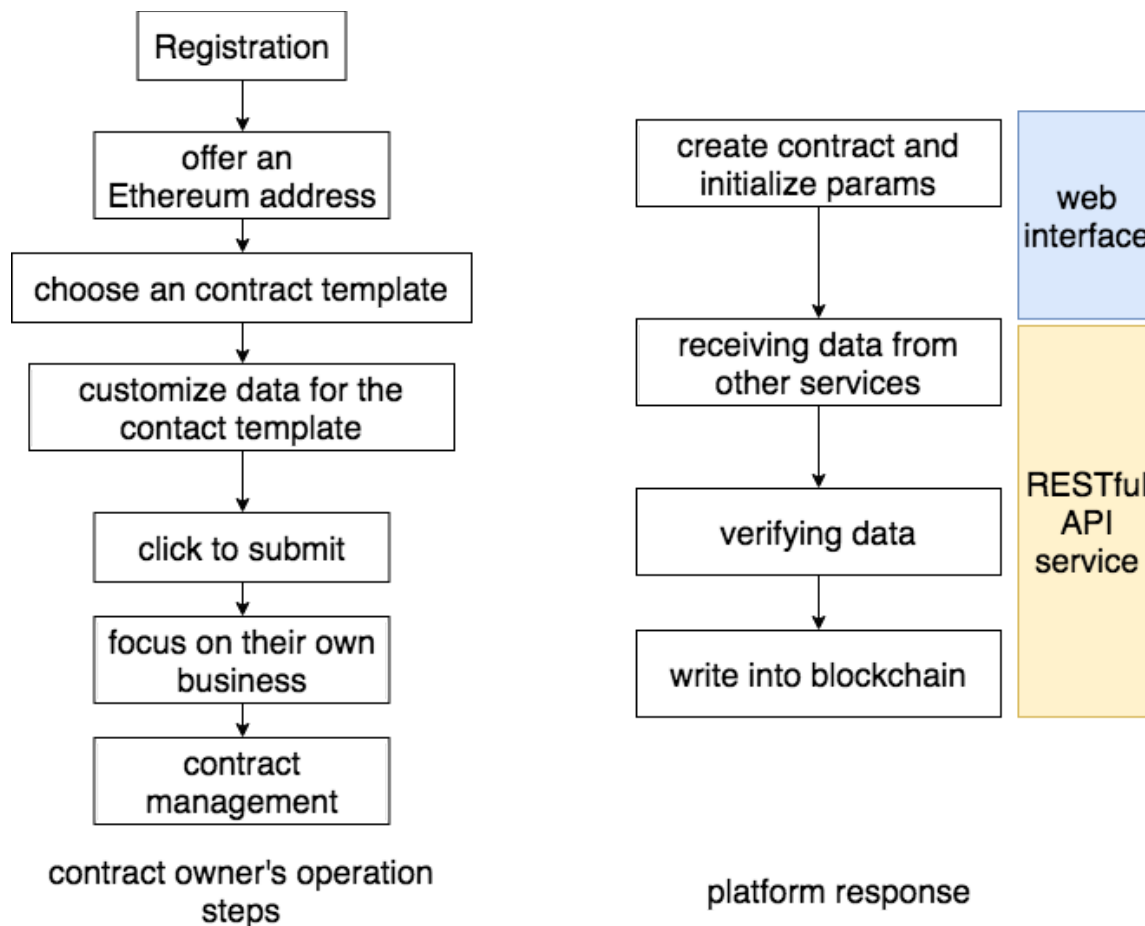 Registration
offer an
Ethereum address
choose an contract template
customize data for the
contact template
click to submit
focus on their own
business
contract
management
contract owner's operation
steps
create contract and
initialize params
receiving data from
other services
verifying data
write into blockchain
platform response
web
interface
RESTful
API
service